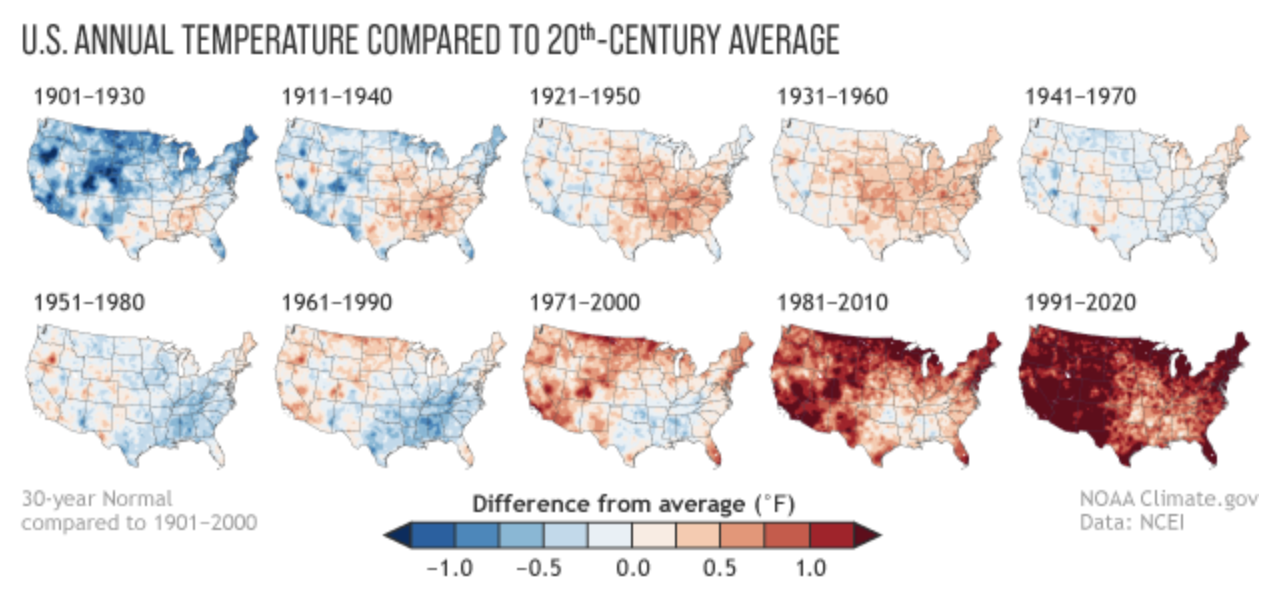 U.S. ANNUAL TEMPERATURE COMPARED TO 20th-CENTURY AVERAGE
1901–1930
1911–1940
1921–1950
1931–1960
1941–1970
1951–1980
1961–1990
1971–2000
1981–2010
1991–2020
30-year Normal
compared to 1901–2000
Difference from average (°F)
−1.0 −0.5 0.0 0.5 1.0
NOAA Climate.gov
Data: NCEI